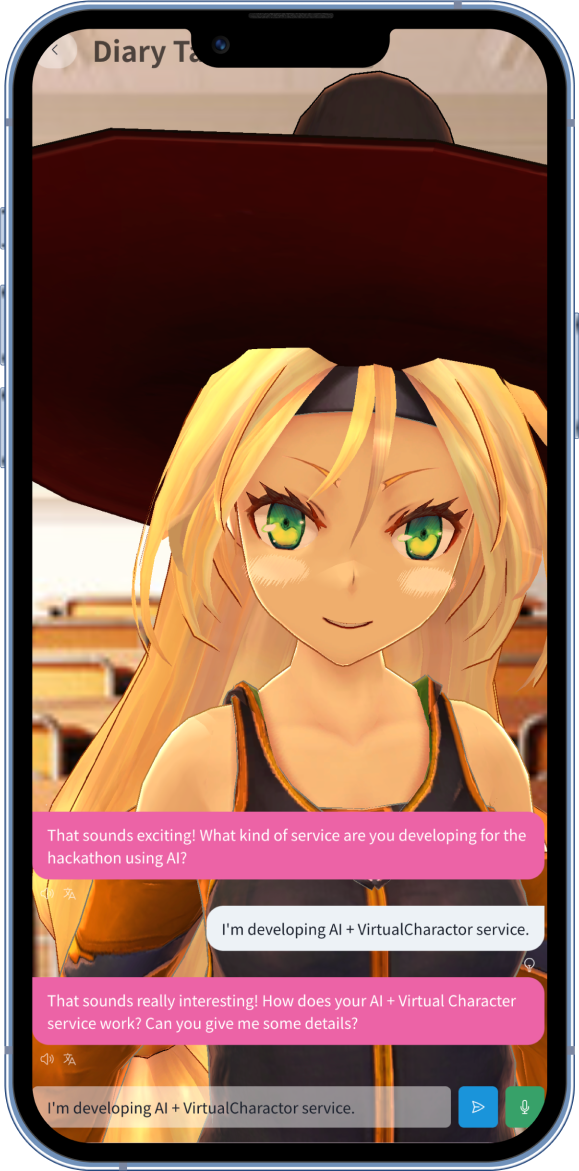 Diary Ta
That sounds exciting! What kind of service are you developing for the
hackathon using AI?
I'm developing AI + VirtualCharactor service.
That sounds really interesting! How does your AI + Virtual Character
service work? Can you give me some details?
I'm developing AI + VirtualCharactor service.